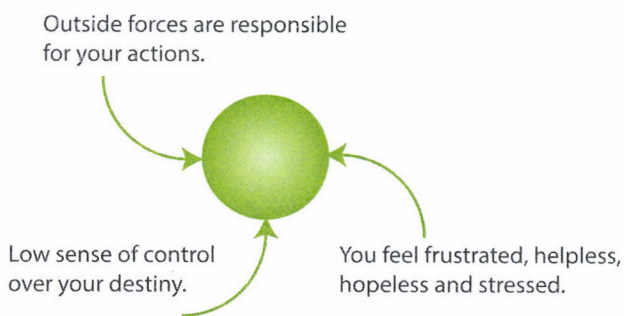 Outside forces are responsible
for your actions.
Low sense of control
over your destiny.
You feel frustrated, helpless,
hopeless and stressed.